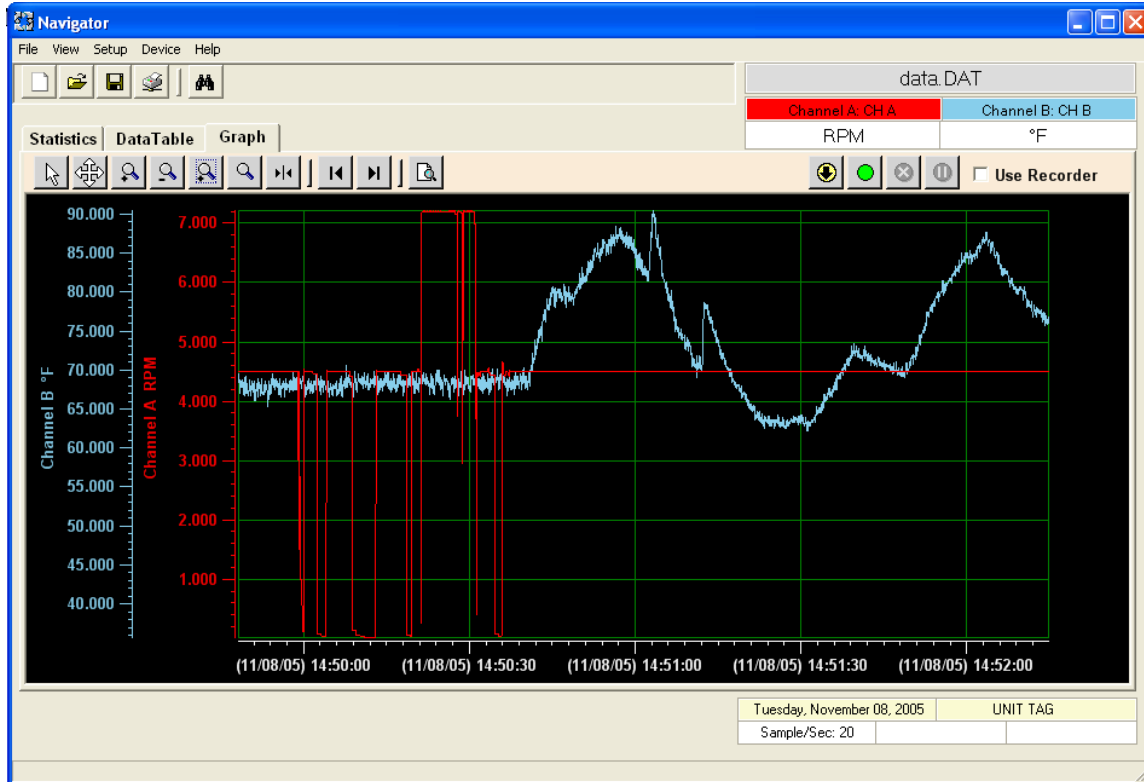 Navigator
File View Setup Device Help
data.DAT
Channel A: CH A Channel B: CH B
RPM °F
Statistics DataTable Graph
Use Recorder
90.000
85.000
80.000
75.000
70.000
65.000
60.000
55.000
50.000
45.000
40.000
Channel B °F
7.000
6.000
5.000
4.000
3.000
2.000
1.000
Channel A RPM
(11/08/05) 14:50:00 (11/08/05) 14:50:30 (11/08/05) 14:51:00 (11/08/05) 14:51:30 (11/08/05) 14:52:00
Tuesday, November 08, 2005 UNIT TAG
Sample/Sec: 20